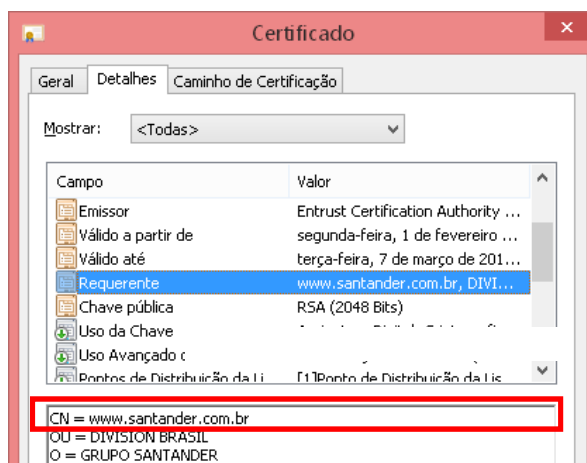 Certificado
Geral Detalhes Caminho de Certificação
Mostrar: <Todas>
Campo Valor
Emissor Entrust Certification Authority ...
Válido a partir de segunda-feira, 1 de fevereiro ...
Válido até terça-feira, 7 de março de 201...
Requerente www.santander.com.br, DIVI...
Chave pública RSA (2048 Bits)
Uso da Chave
Uso Avançado
Pontos de Distribuição da Li [1]Ponto de Distribuição da Lis
CN = www.santander.com.br
OU = DIVISION BRASIL
O = GRUPO SANTANDER